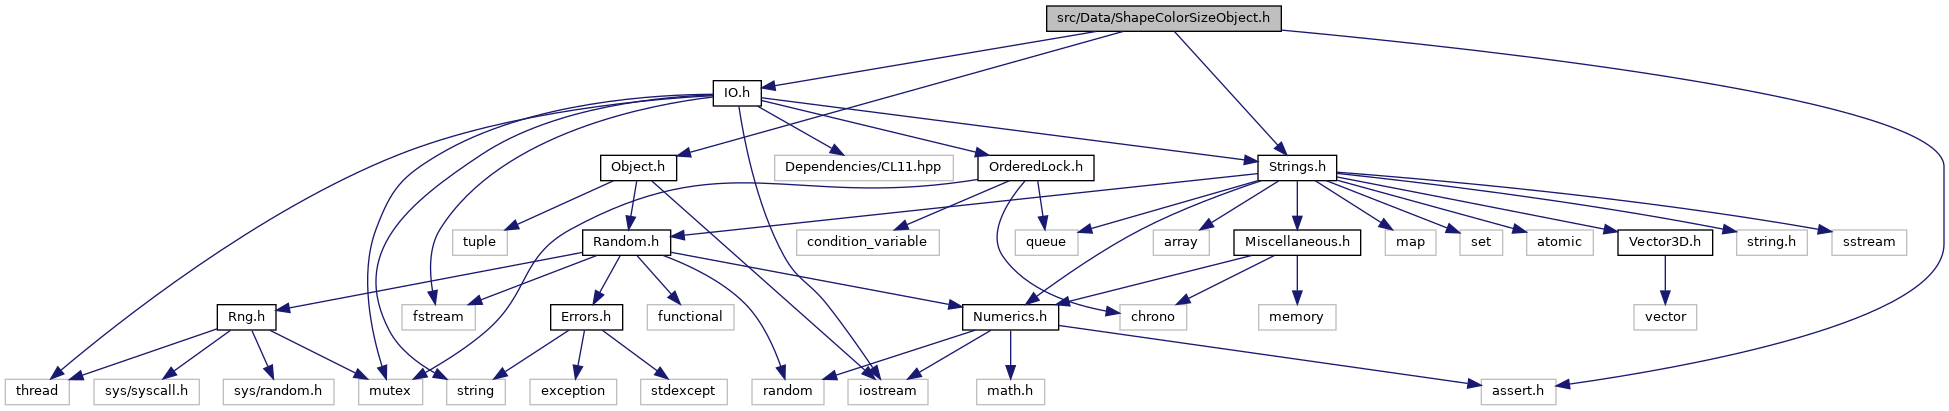 src/Data/ShapeColorSizeObject.h
IO.h
Object.h
Dependencies/CL11.hpp
OrderedLock.h
Strings.h
tuple
Random.h
condition_variable
queue
array
Miscellaneous.h
map
set
atomic
Vector3D.h
string.h
sstream
Rng.h
fstream
Errors.h
functional
Numerics.h
chrono
memory
vector
thread
sys/syscall.h
sys/random.h
mutex
string
exception
stdexcept
random
iostream
math.h
assert.h